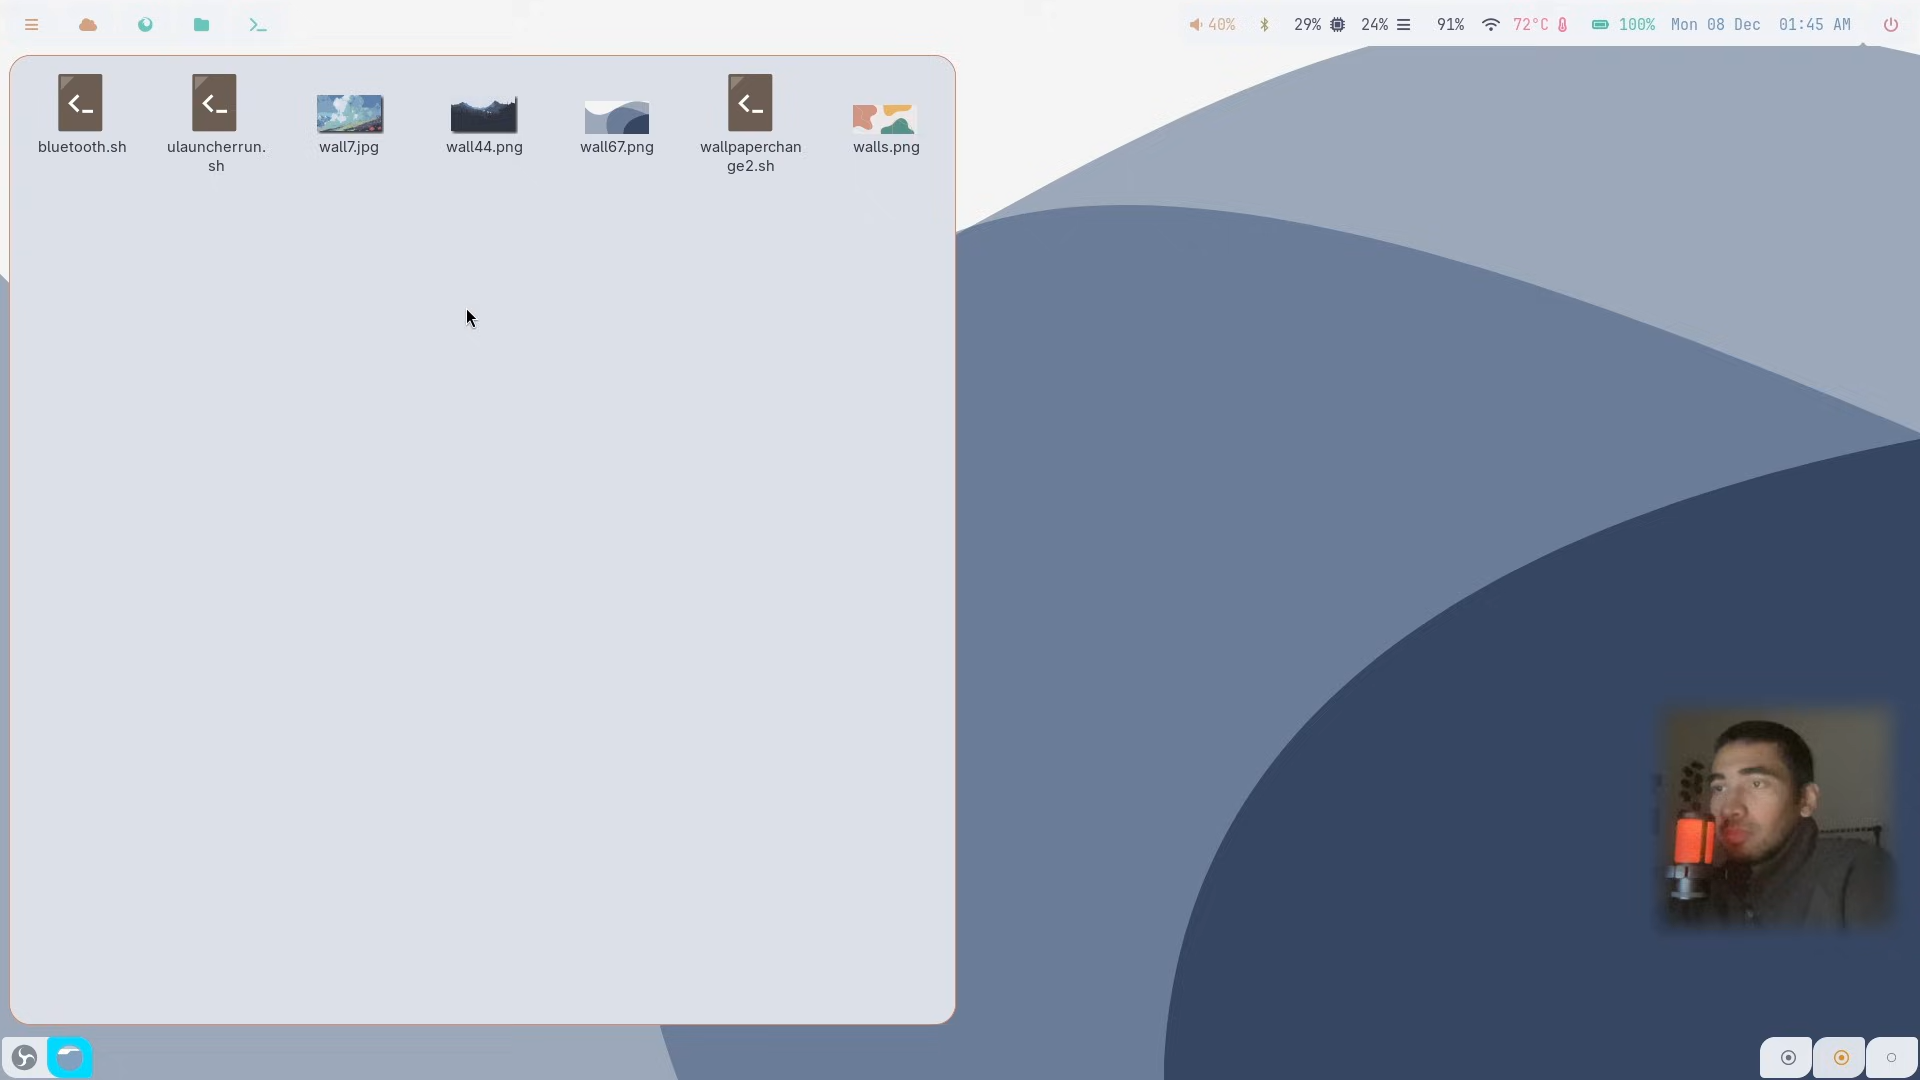 40% 29% 24% 91% 72°C 100% Mon 08 Dec 01:45 AM
bluetooth.sh
ulauncherrun.
sh
wall7.jpg
wall44.png
wall67.png
wallpaperchan
ge2.sh
walls.png